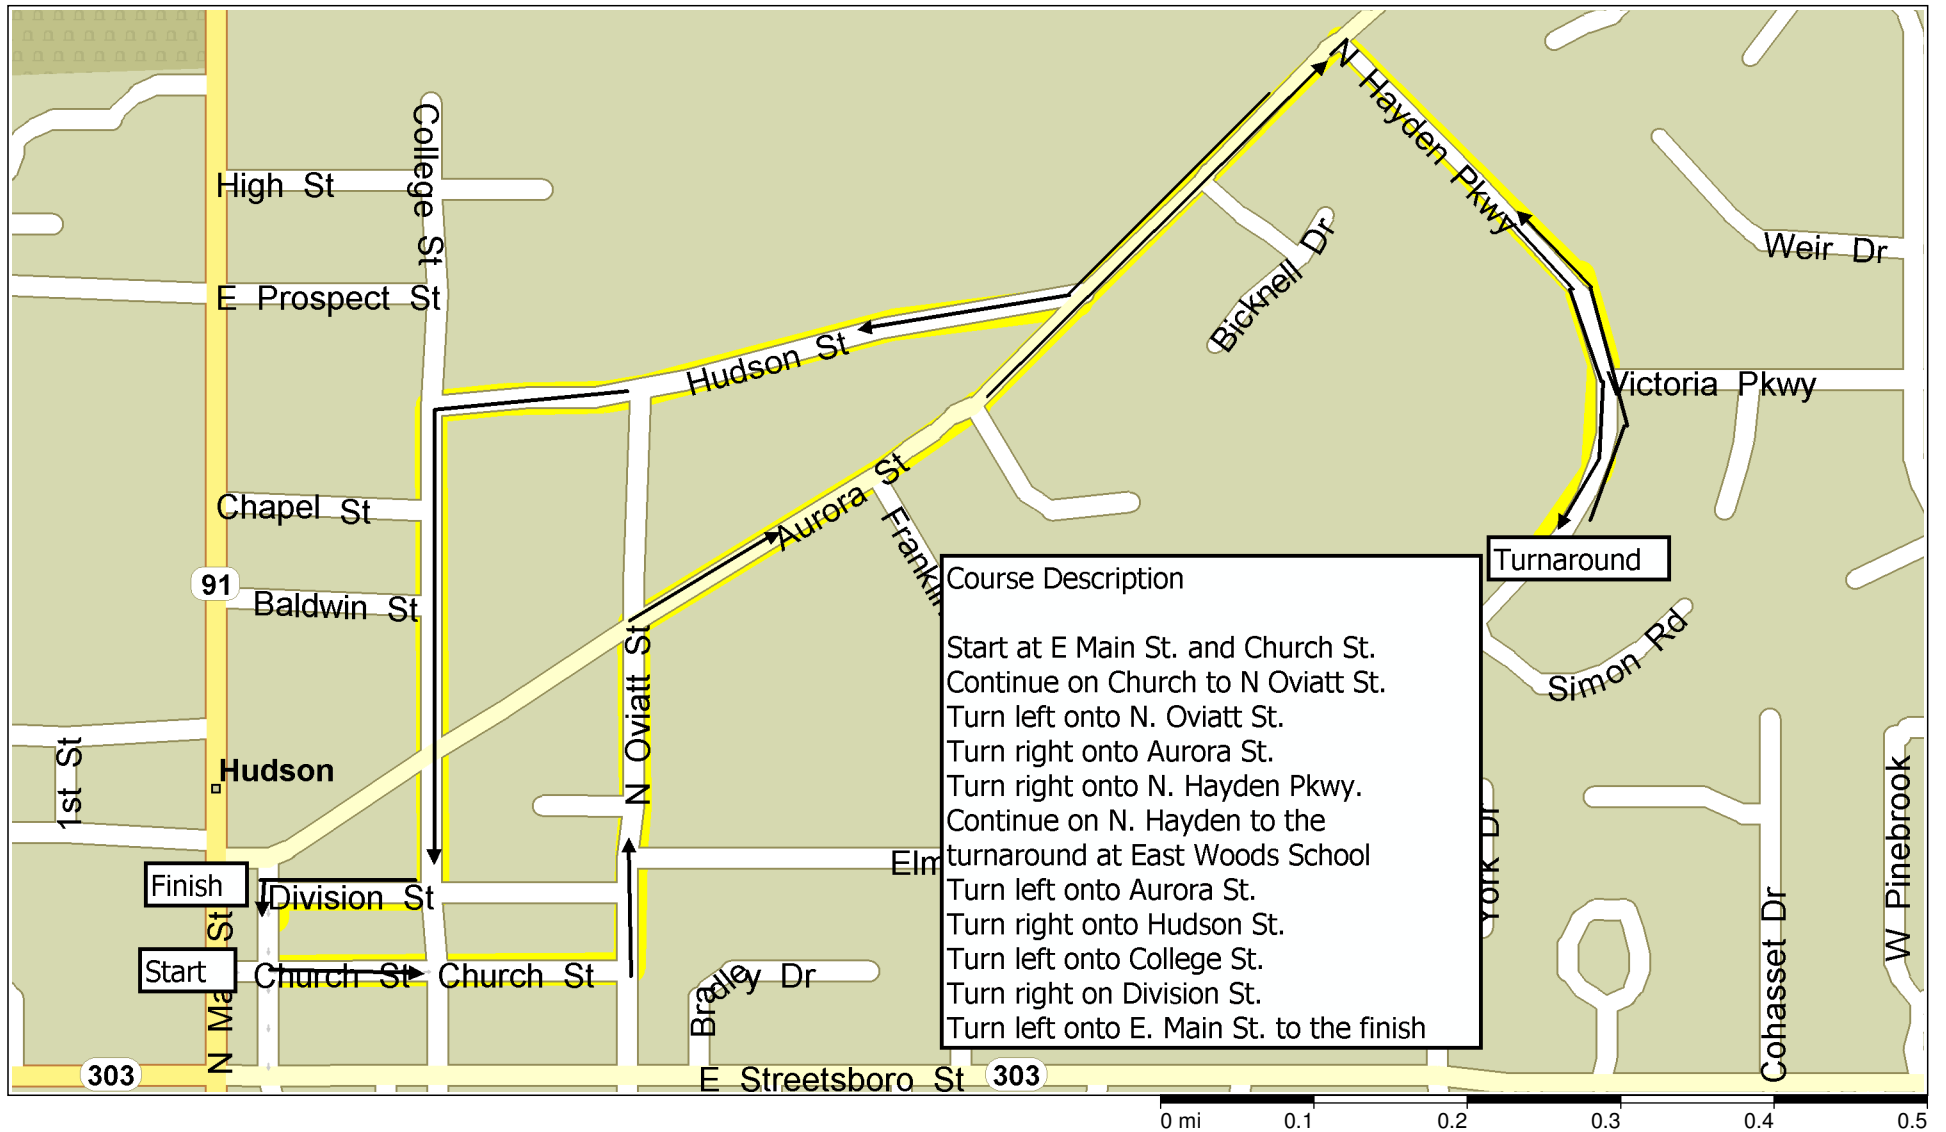 N Hayden Pkwy
College St
High St
Weir Dr
Bicknell Dr
E Prospect St
Hudson St
Victoria Pkwy
Aurora St
Chapel St
Franklin
Turnaround
91
Baldwin St
Course Description
Start at E Main St. and Church St.
Continue on Church to N Oviatt St.
Turn left onto N. Oviatt St.
Turn right onto Aurora St.
Turn right onto N. Hayden Pkwy.
Continue on N. Hayden to the
turnaround at East Woods School
Turn left onto Aurora St.
Turn right onto Hudson St.
Turn left onto College St.
Turn right on Division St.
Turn left onto E. Main St. to the finish
Simon Rd
N Oviatt St
1st St
Hudson
W Pinebrook
York Dr
Elm
Finish
Division St
N Ma St
Start
Church St
Church St
Bradley Dr
Cohasset Dr
303
E Streetsboro St
303
0 mi 0.1 0.2 0.3 0.4 0.5